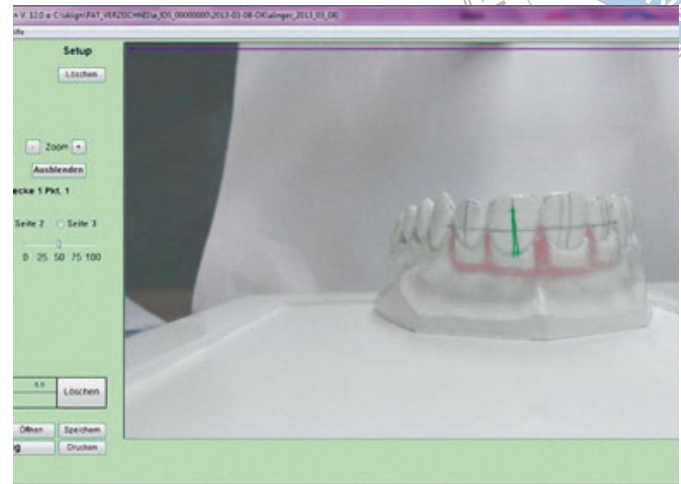 Setup
Löschen
- Zoom +
Ausblenden
ecke 1 Pkt. 1
Seite 2 Seite 3
0 25 50 75 100
Löschen
Öffnen Speichern
g Drucken